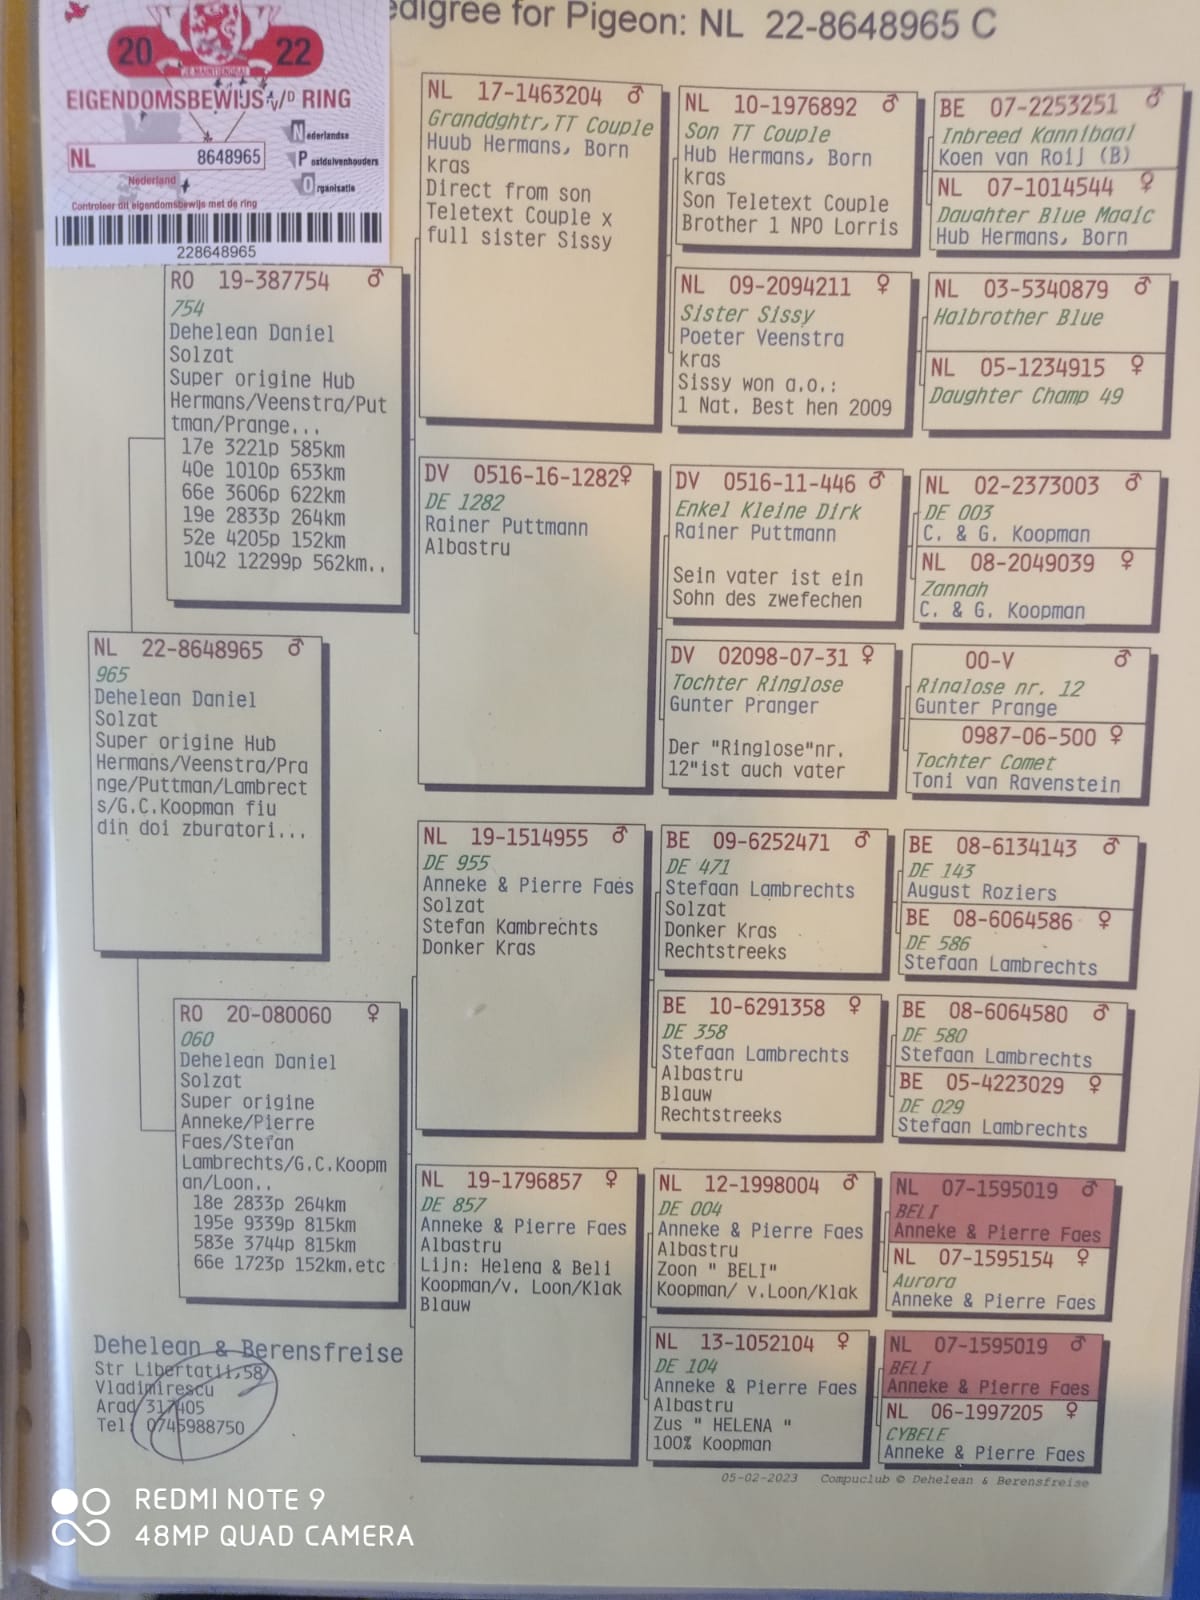 edigree for Pigeon: NL 22-8648965 C
20 22
JE MAINTIENDRAI
EIGENDOMSBEWIJS V/D RING
NL 8648965
Nederland
Nederlandse
Postduivenhouders
Organisatie
Controleer dit eigendomsbewijs met de ring
228648965
RO 19-387754 ♂
754
Dehelean Daniel
Solzat
Super origine Hub
Hermans/Veenstra/Put
tman/Prange...
17e 3221p 585km
40e 1010p 653km
66e 3606p 622km
19e 2833p 264km
52e 4205p 152km
1042 12299p 562km..
NL 22-8648965 ♂
965
Dehelean Daniel
Solzat
Super origine Hub
Hermans/Veenstra/Pra
nge/Puttman/Lambrect
s/G.C.Koopman fiu
din doi zburatori...
RO 20-080060 ♀
060
Dehelean Daniel
Solzat
Super origine
Anneke/Pierre
Faes/Stefan
Lambrechts/G.C.Koopm
an/Loon..
18e 2833p 264km
195e 9339p 815km
583e 3744p 815km
66e 1723p 152km.etc
NL 17-1463204 ♂
Granddghtr,TT Couple
Huub Hermans, Born
kras
Direct from son
Teletext Couple x
full sister Sissy
DV 0516-16-1282♀
DE 1282
Rainer Puttmann
Albastru
NL 19-1514955 ♂
DE 955
Anneke & Pierre Faes
Solzat
Stefan Kambrechts
Donker Kras
NL 19-1796857 ♀
DE 857
Anneke & Pierre Faes
Albastru
Lijn: Helena & Beli
Koopman/v. Loon/Klak
Blauw
NL 10-1976892 ♂
Son TT Couple
Hub Hermans, Born
kras
Son Teletext Couple
Brother 1 NPO Lorris
NL 09-2094211 ♀
Sister Sissy
Poeter Veenstra
kras
Sissy won a.o.:
1 Nat. Best hen 2009
DV 0516-11-446 ♂
Enkel Kleine Dirk
Rainer Puttmann
Sein vater ist ein
Sohn des zwefechen
DV 02098-07-31 ♀
Tochter Ringlose
Gunter Pranger
Der "Ringlose"nr.
12"ist auch vater
BE 09-6252471 ♂
DE 471
Stefaan Lambrechts
Solzat
Donker Kras
Rechtstreeks
BE 10-6291358 ♀
DE 358
Stefaan Lambrechts
Albastru
Blauw
Rechtstreeks
NL 12-1998004 ♂
DE 004
Anneke & Pierre Faes
Albastru
Zoon " BELI"
Koopman/ v.Loon/Klak
NL 13-1052104 ♀
DE 104
Anneke & Pierre Faes
Albastru
Zus " HELENA "
100% Koopman
BE 07-2253251 ♂
Inbreed Kannibaal
Koen van Roij (B)
NL 07-1014544 ♀
Daughter Blue Magic
Hub Hermans, Born
NL 03-5340879 ♂
Halbrother Blue
NL 05-1234915 ♀
Daughter Champ 49
NL 02-2373003 ♂
DE 003
C. & G. Koopman
NL 08-2049039 ♀
Zannah
C. & G. Koopman
00-V ♂
Ringlose nr. 12
Gunter Prange
0987-06-500 ♀
Tochter Comet
Toni van Ravenstein
BE 08-6134143 ♂
DE 143
August Roziers
BE 08-6064586 ♀
DE 586
Stefaan Lambrechts
BE 08-6064580 ♂
DE 580
Stefaan Lambrechts
BE 05-4223029 ♀
DE 029
Stefaan Lambrechts
NL 07-1595019 ♂
BELI
Anneke & Pierre Faes
NL 07-1595154 ♀
Aurora
Anneke & Pierre Faes
NL 07-1595019 ♂
BELI
Anneke & Pierre Faes
NL 06-1997205 ♀
CYBELE
Anneke & Pierre Faes
Dehelean & Berensfreise
Str Libertatii,58
Vladimirescu
Arad 317405
Tel: 0745988750
05-02-2023 Compuclub © Dehelean & Berensfreise
REDMI NOTE 9
48MP QUAD CAMERA